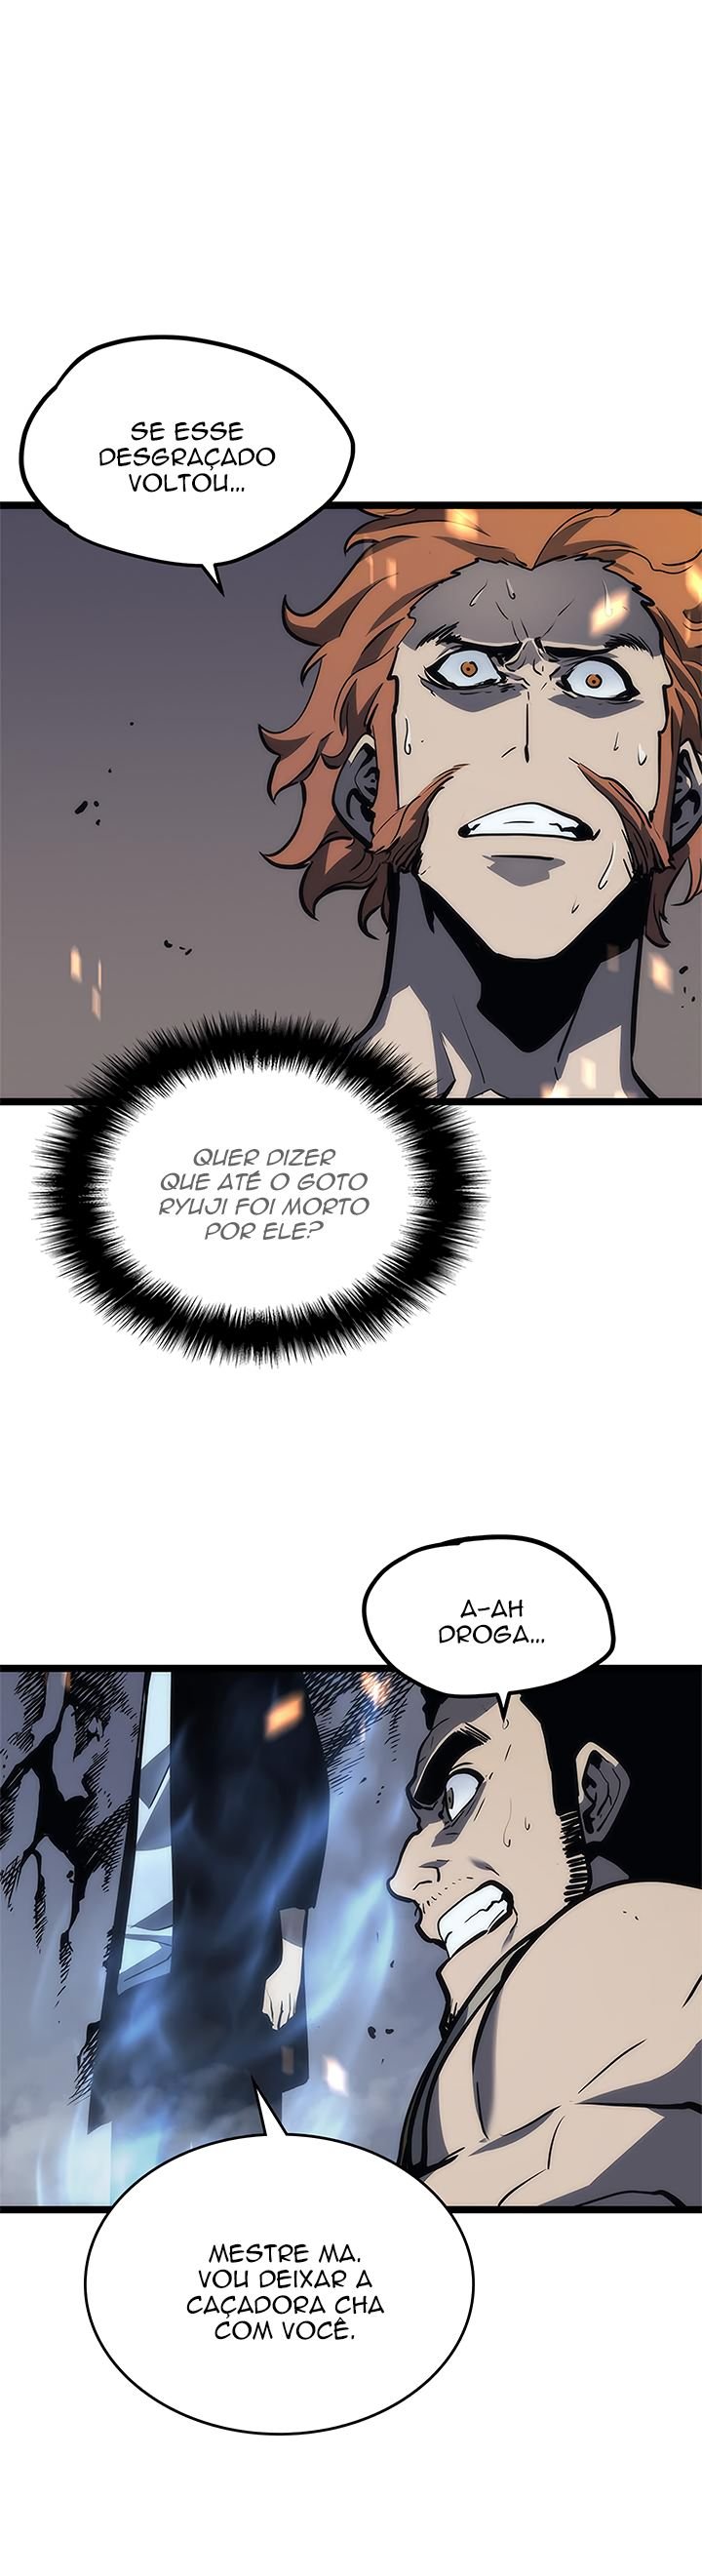 SE ESSE
DESGRAÇADO
VOLTOU...
QUER DIZER
QUE ATÉ O GOTO
RYUJI FOI MORTO
POR ELE?
A-AH
DROGA...
MESTRE MA.
VOU DEIXAR A
CAÇADORA CHA
COM VOCÊ.